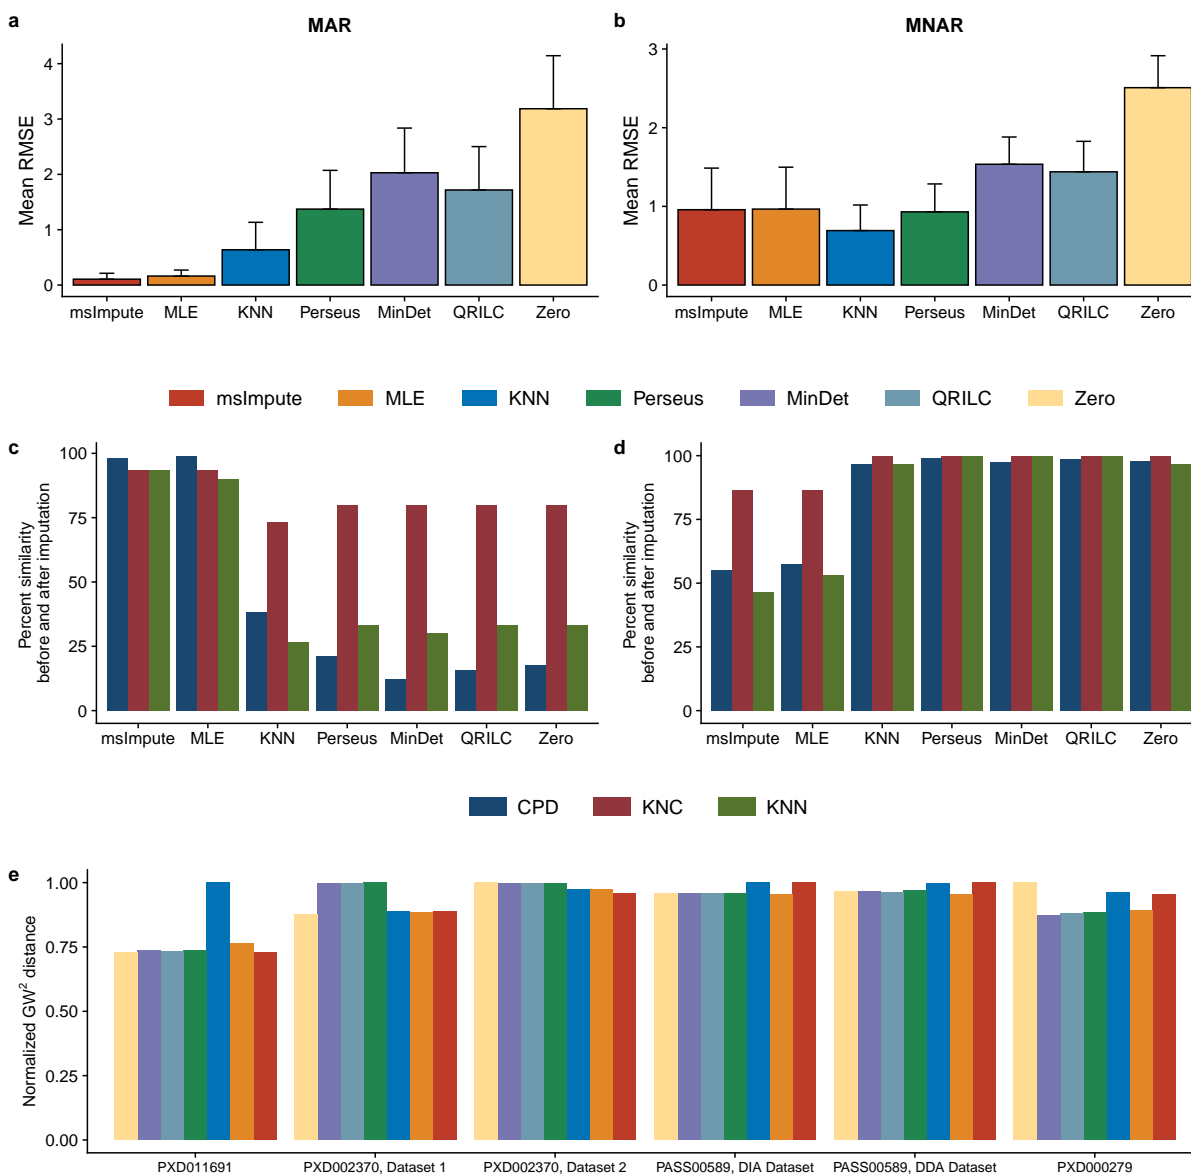 a
MAR
Mean RMSE
4
3
2
1
0
msImpute MLE KNN Perseus MinDet QRILC Zero
b
MNAR
Mean RMSE
3
2
1
0
msImpute MLE KNN Perseus MinDet QRILC Zero
msImpute MLE KNN Perseus MinDet QRILC Zero
c
Percent similarity
before and after imputation
100
75
50
25
0
msImpute MLE KNN Perseus MinDet QRILC Zero
d
Percent similarity
before and after imputation
100
75
50
25
0
msImpute MLE KNN Perseus MinDet QRILC Zero
CPD KNC KNN
e
Normalized GW² distance
1.00
0.75
0.50
0.25
0.00
PXD011691 PXD002370, Dataset 1 PXD002370, Dataset 2 PASS00589, DIA Dataset PASS00589, DDA Dataset PXD000279